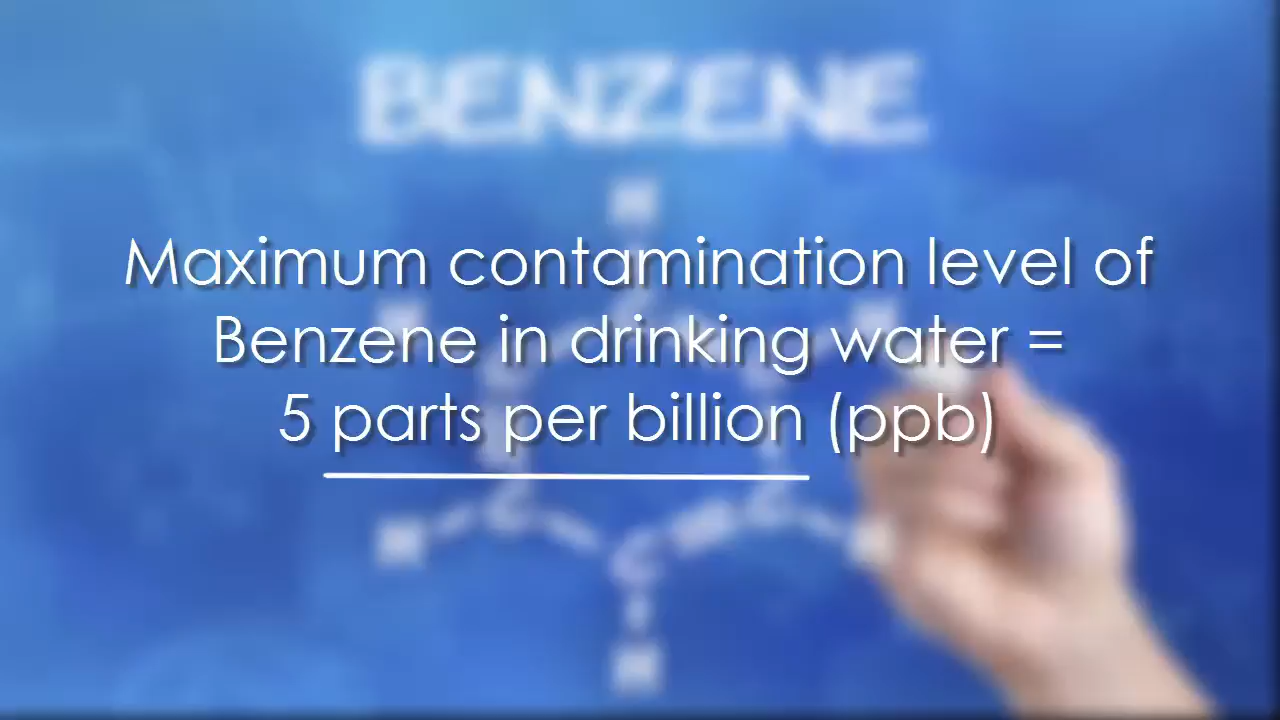 BENZENE
Maximum contamination level of
Benzene in drinking water =
5 parts per billion (ppb)